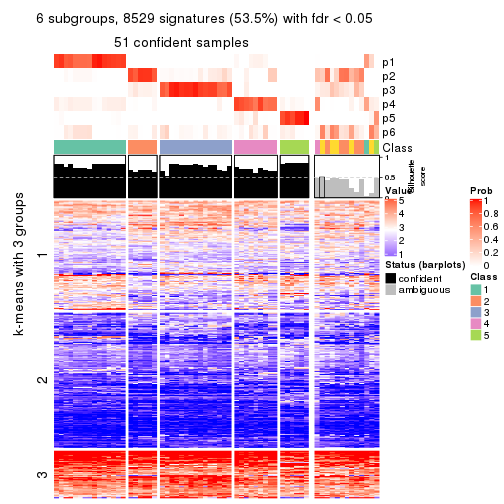 6 subgroups, 8529 signatures (53.5%) with fdr < 0.05
51 confident samples
p1
p2
p3
p4
p5
p6
Class
1
0.5
0
Silhouette
score
k-means with 3 groups
1
2
3
Value
5
4
3
2
1
Status (barplots)
confident
ambiguous
Prob
1
0.8
0.6
0.4
0.2
0
Class
1
2
3
4
5